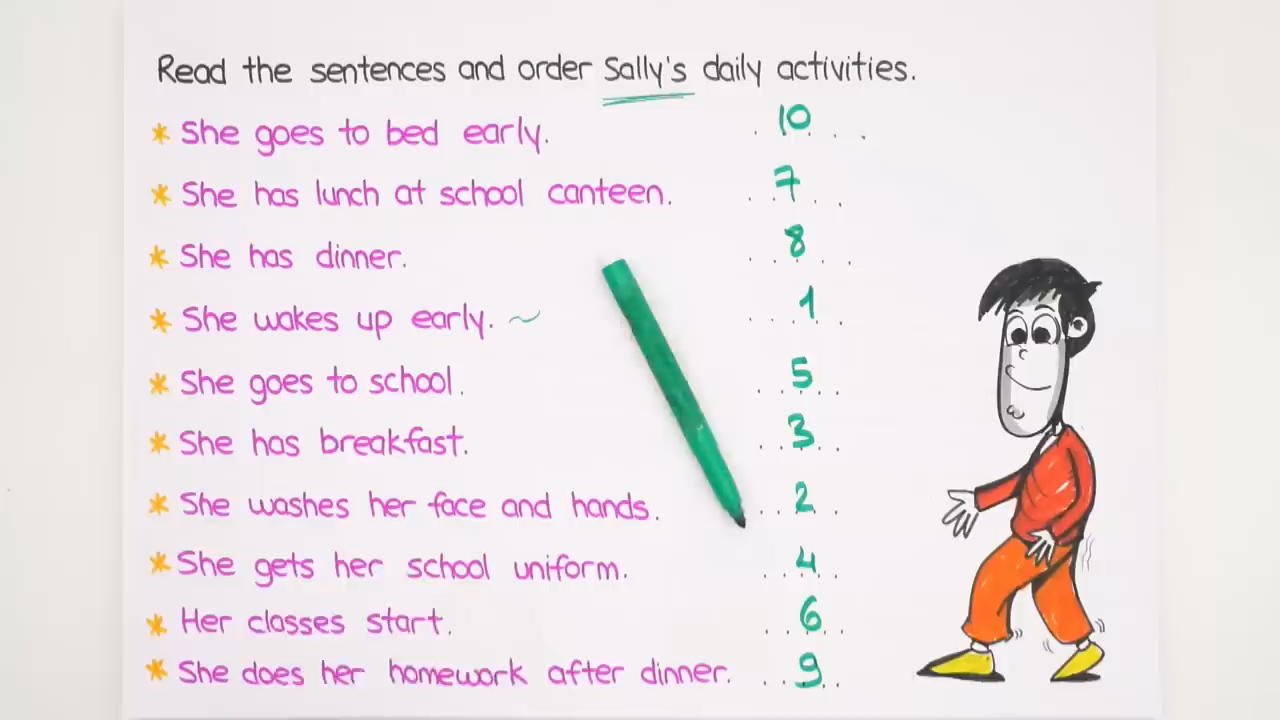 Read the sentences and order Sally's daily activities.
* She goes to bed early. . 10 . .
* She has lunch at school canteen. . . 7 . .
* She has dinner. . . 8 . .
* She wakes up early. ~ . . 1 . .
* She goes to school. . . 5 . .
* She has breakfast. . . 3 . .
* She washes her face and hands. . . 2 . .
* She gets her school uniform. . . 4 . .
* Her classes start. . . 6 . .
* She does her homework after dinner. . . 9 . .